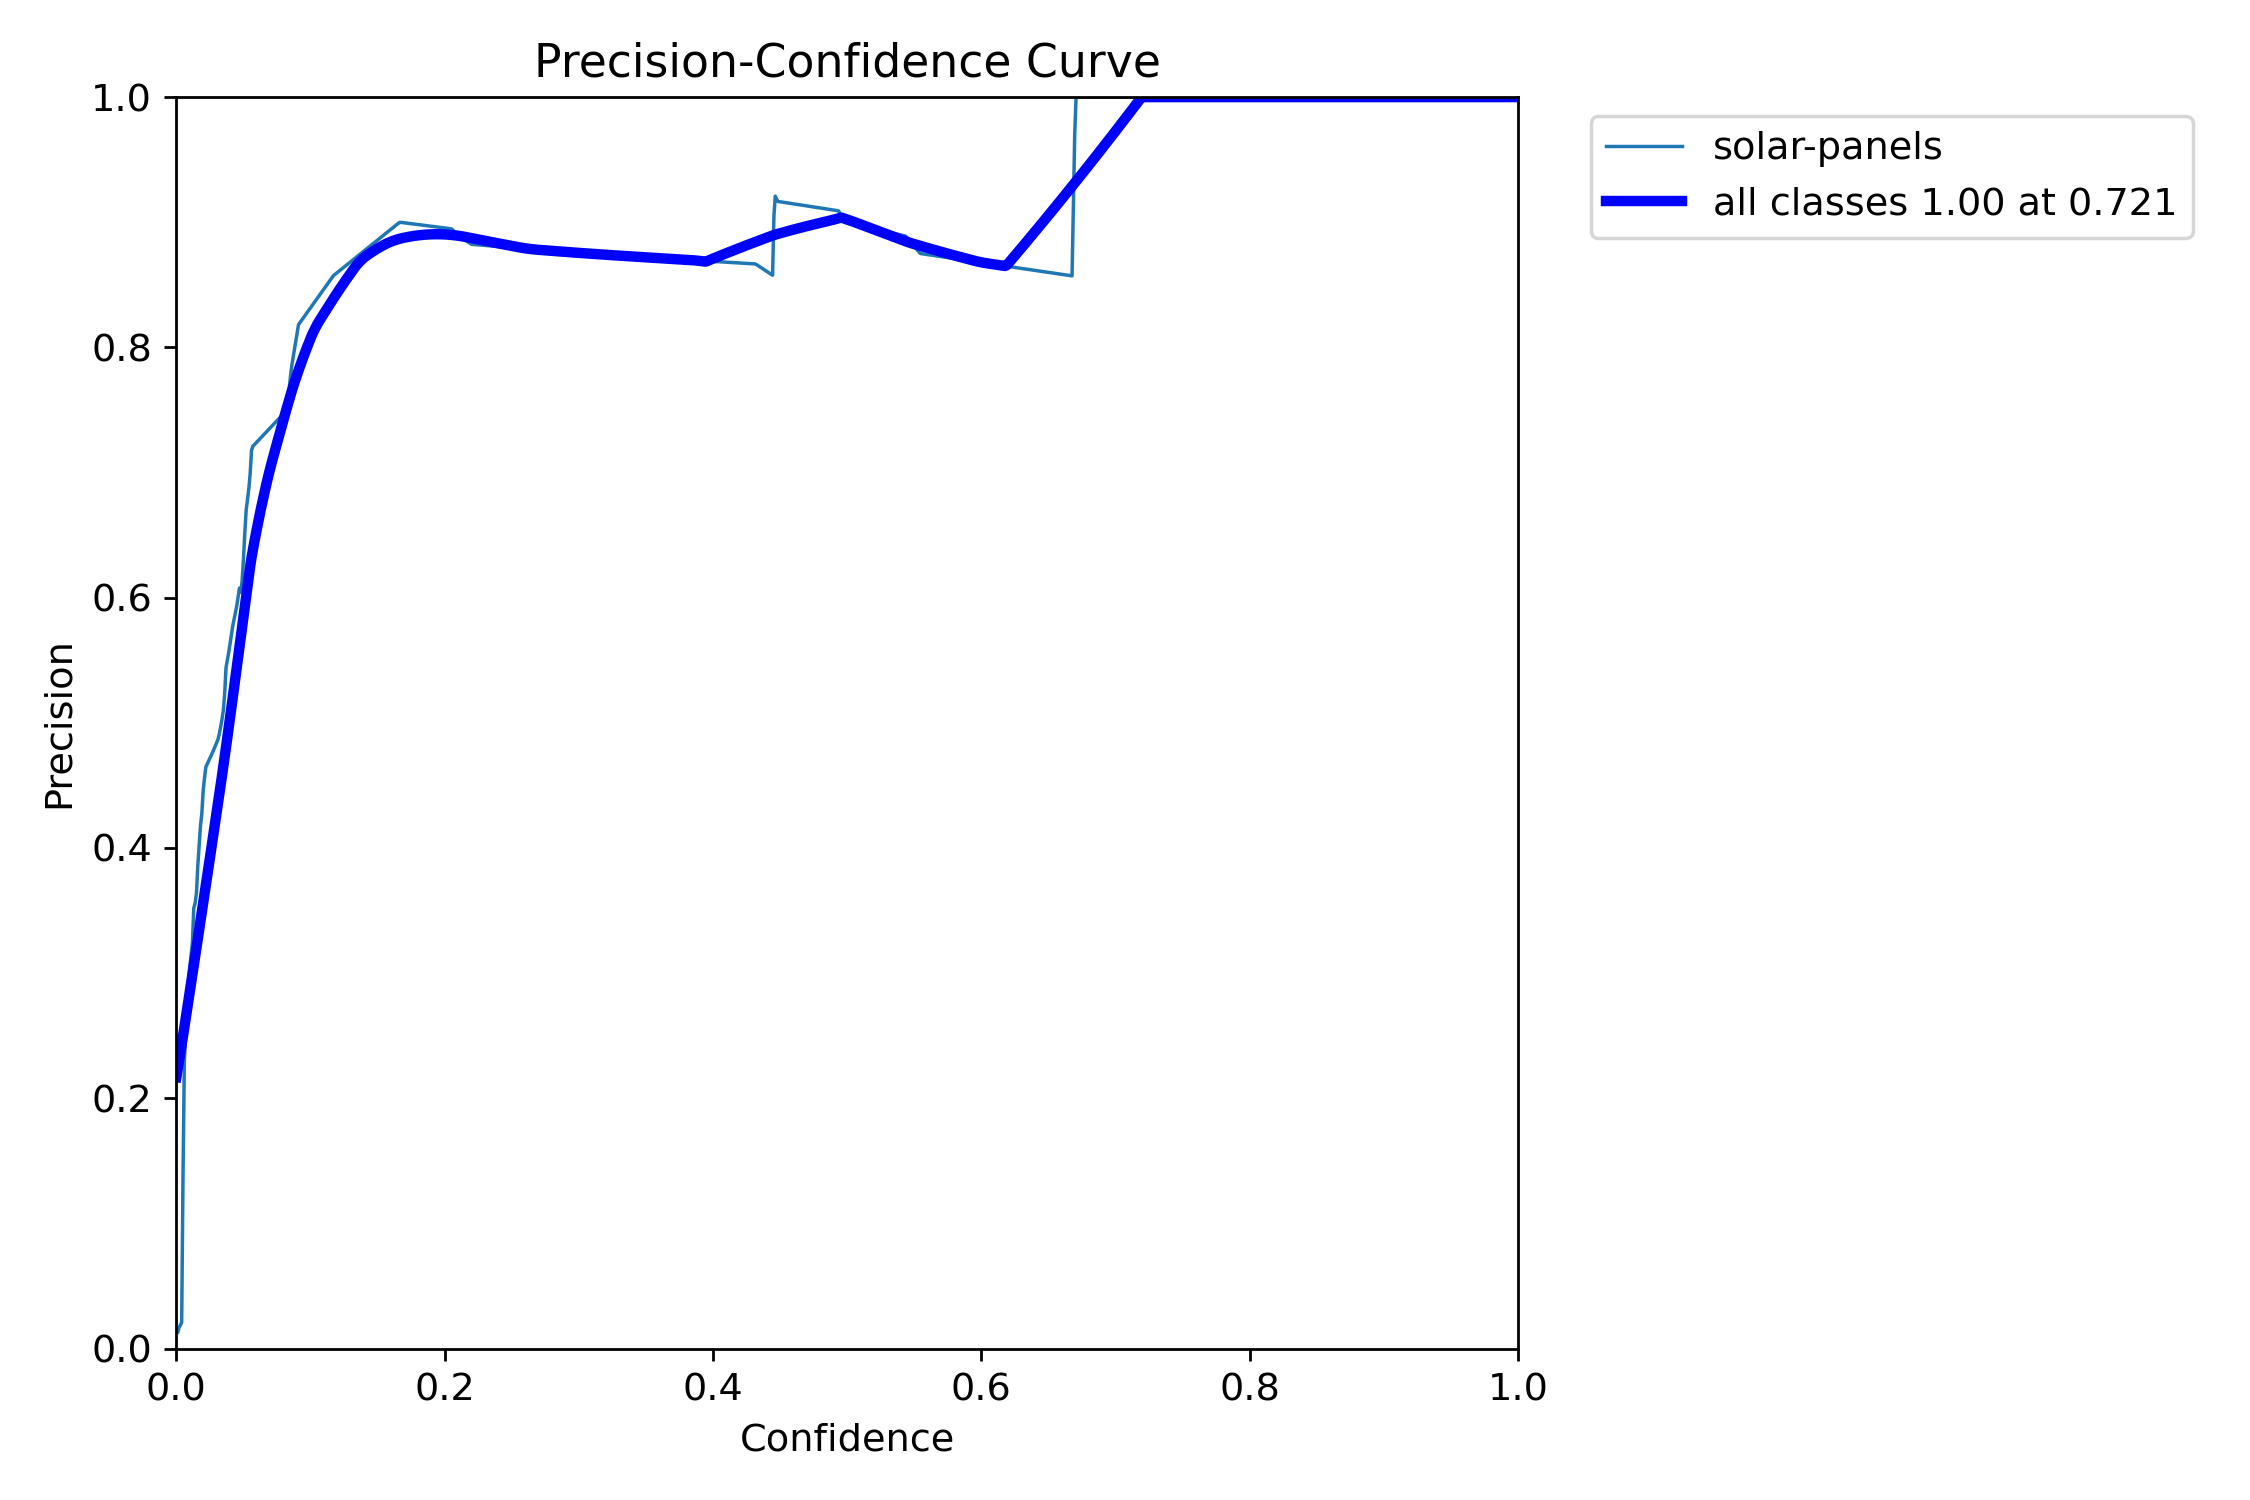 Precision-Confidence Curve
1.0
0.8
0.6
0.4
0.2
0.0
Precision
0.0 0.2 0.4 0.6 0.8 1.0
Confidence
solar-panels
all classes 1.00 at 0.721